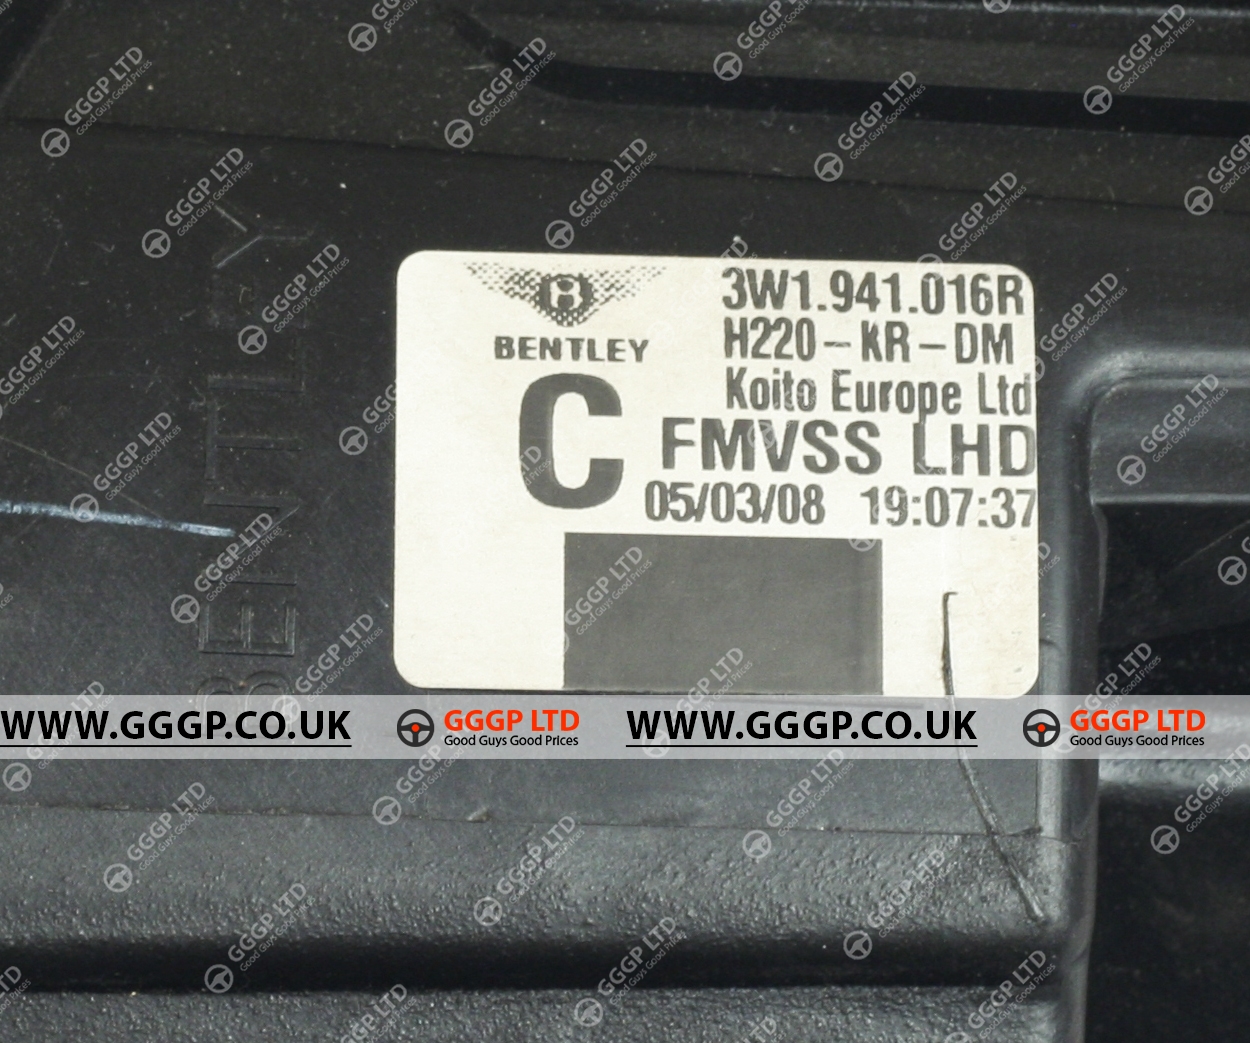 3W1.941.016R
H220-KR-DM
BENTLEY
Koito Europe Ltd
C
FMVSS LHD
05/03/08 19:07:37
BENTLEY
WWW.GGGP.CO.UK
GGGP LTD
Good Guys Good Prices
WWW.GGGP.CO.UK
GGGP LTD
Good Guys Good Prices